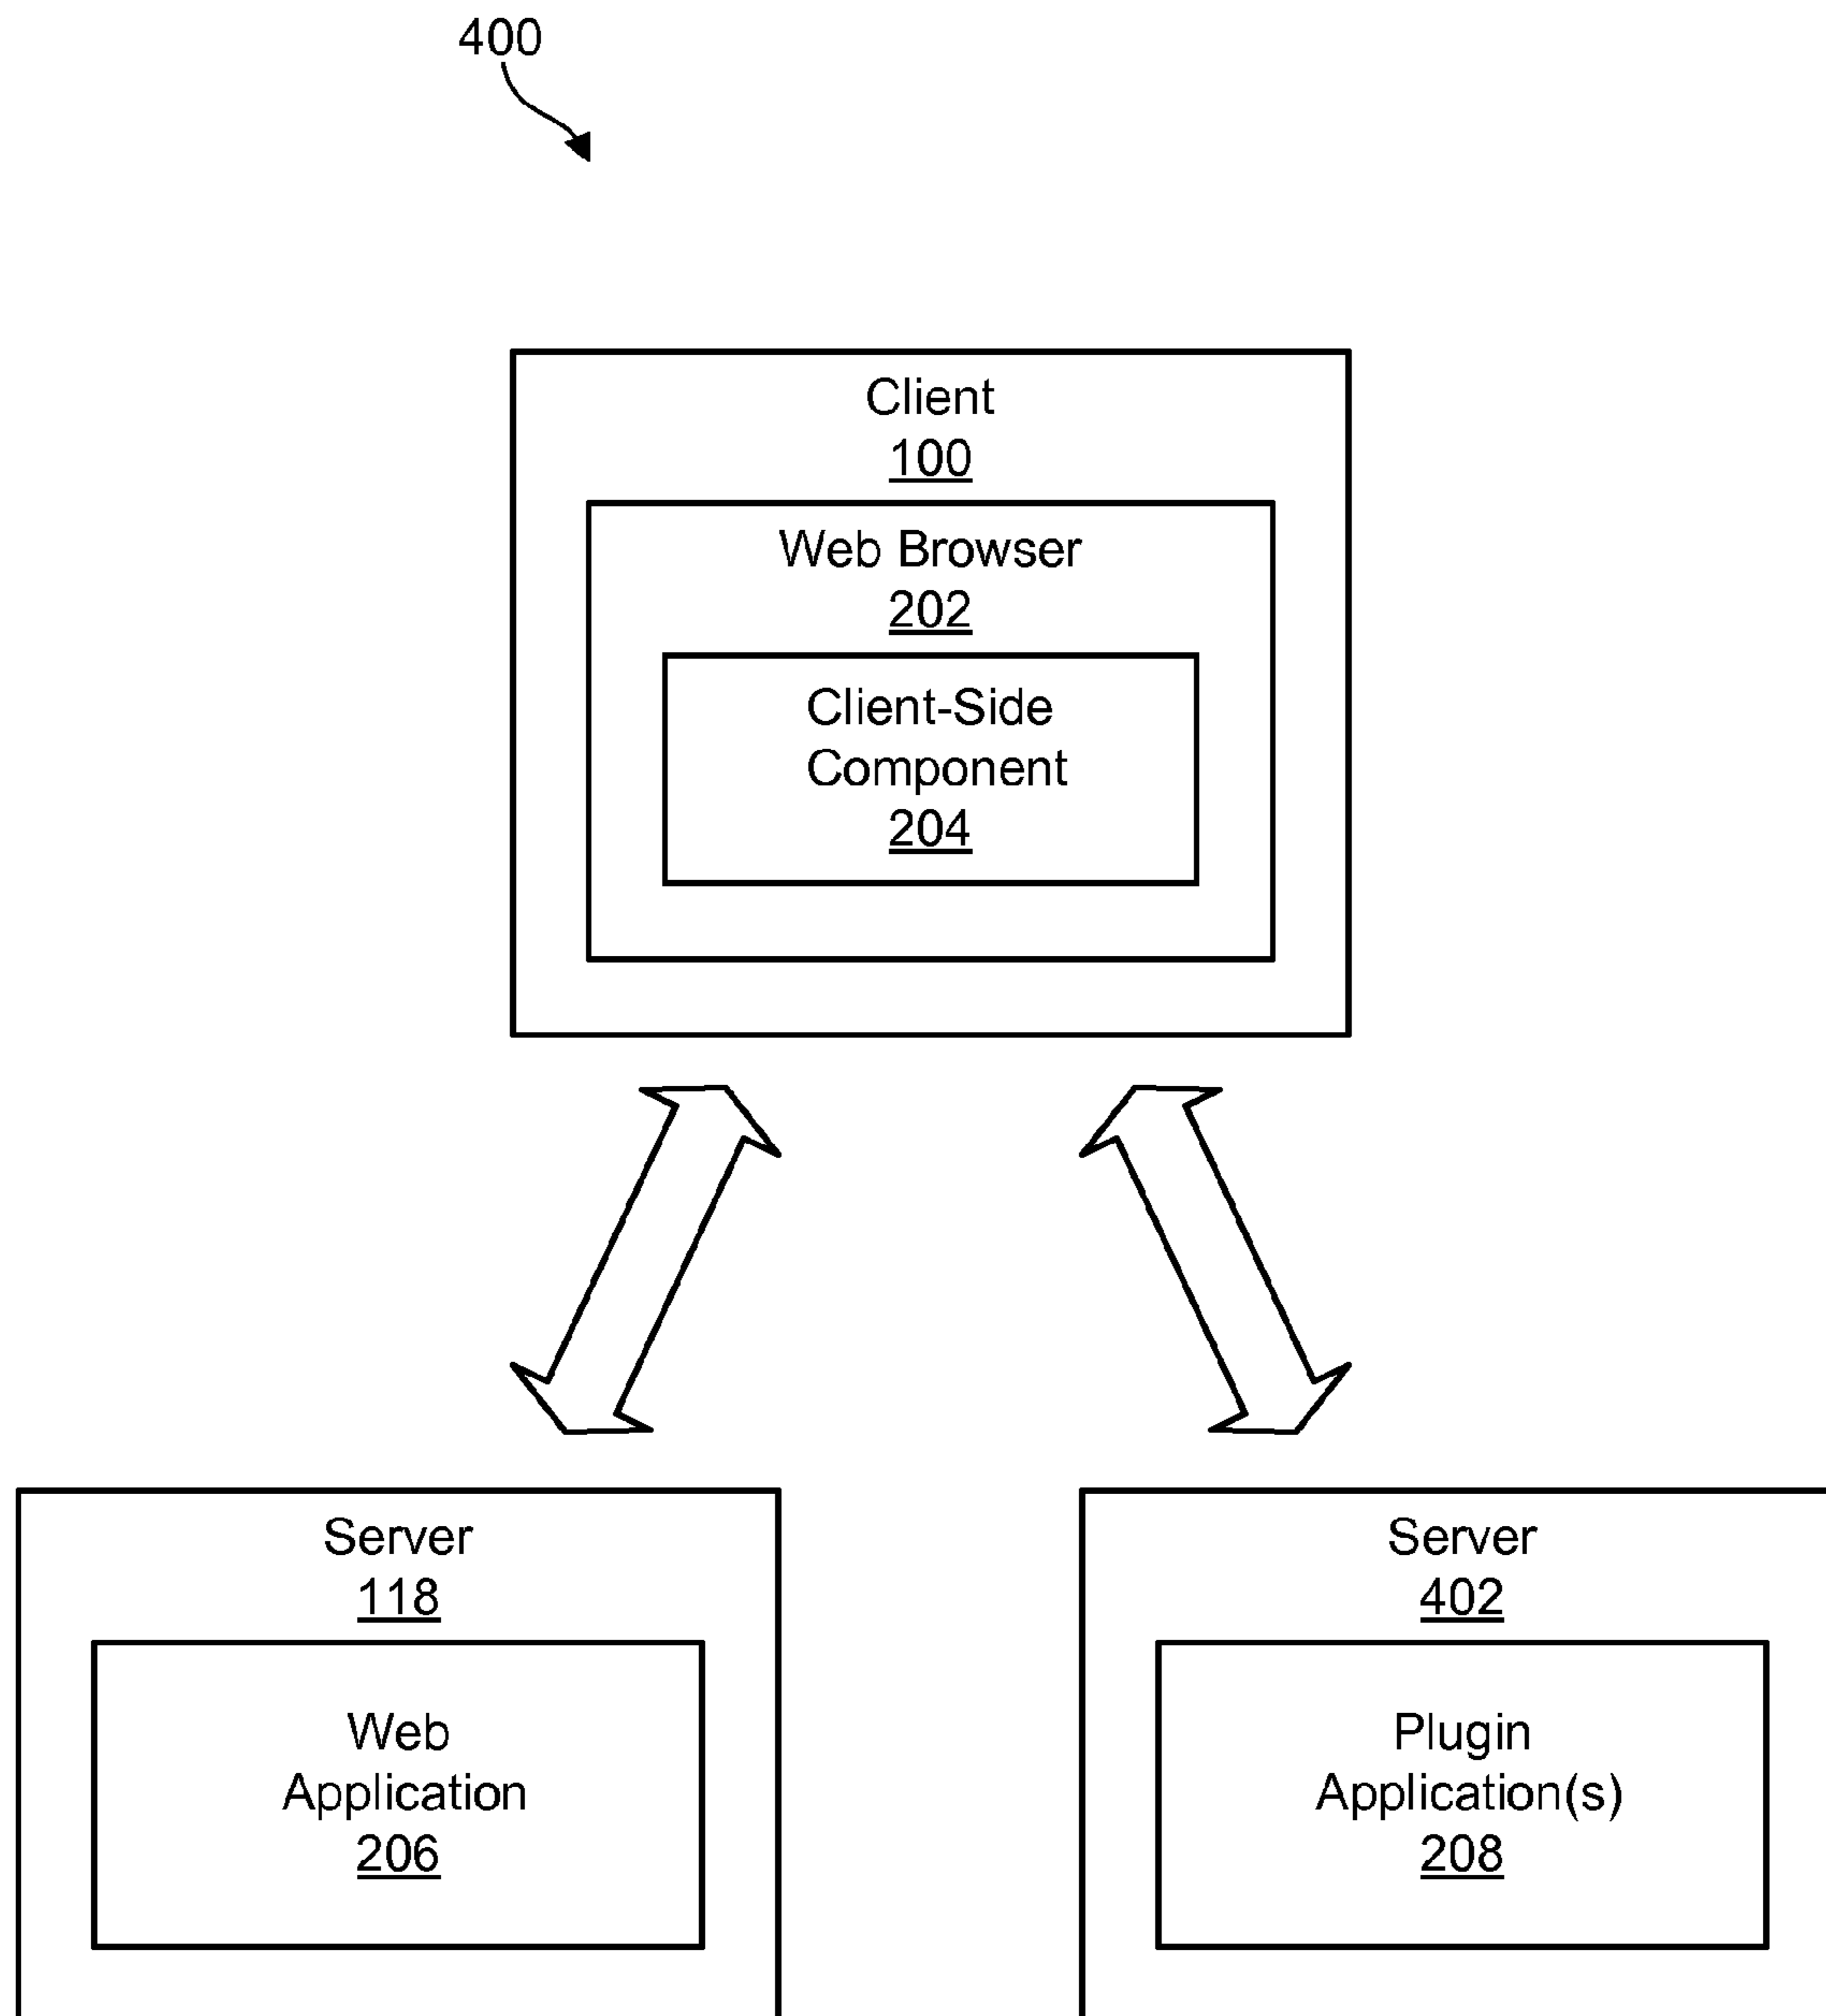 400
Client
100
Web Browser
202
Client-Side
Component
204
Server
118
Web
Application
206
Server
402
Plugin
Application(s)
208